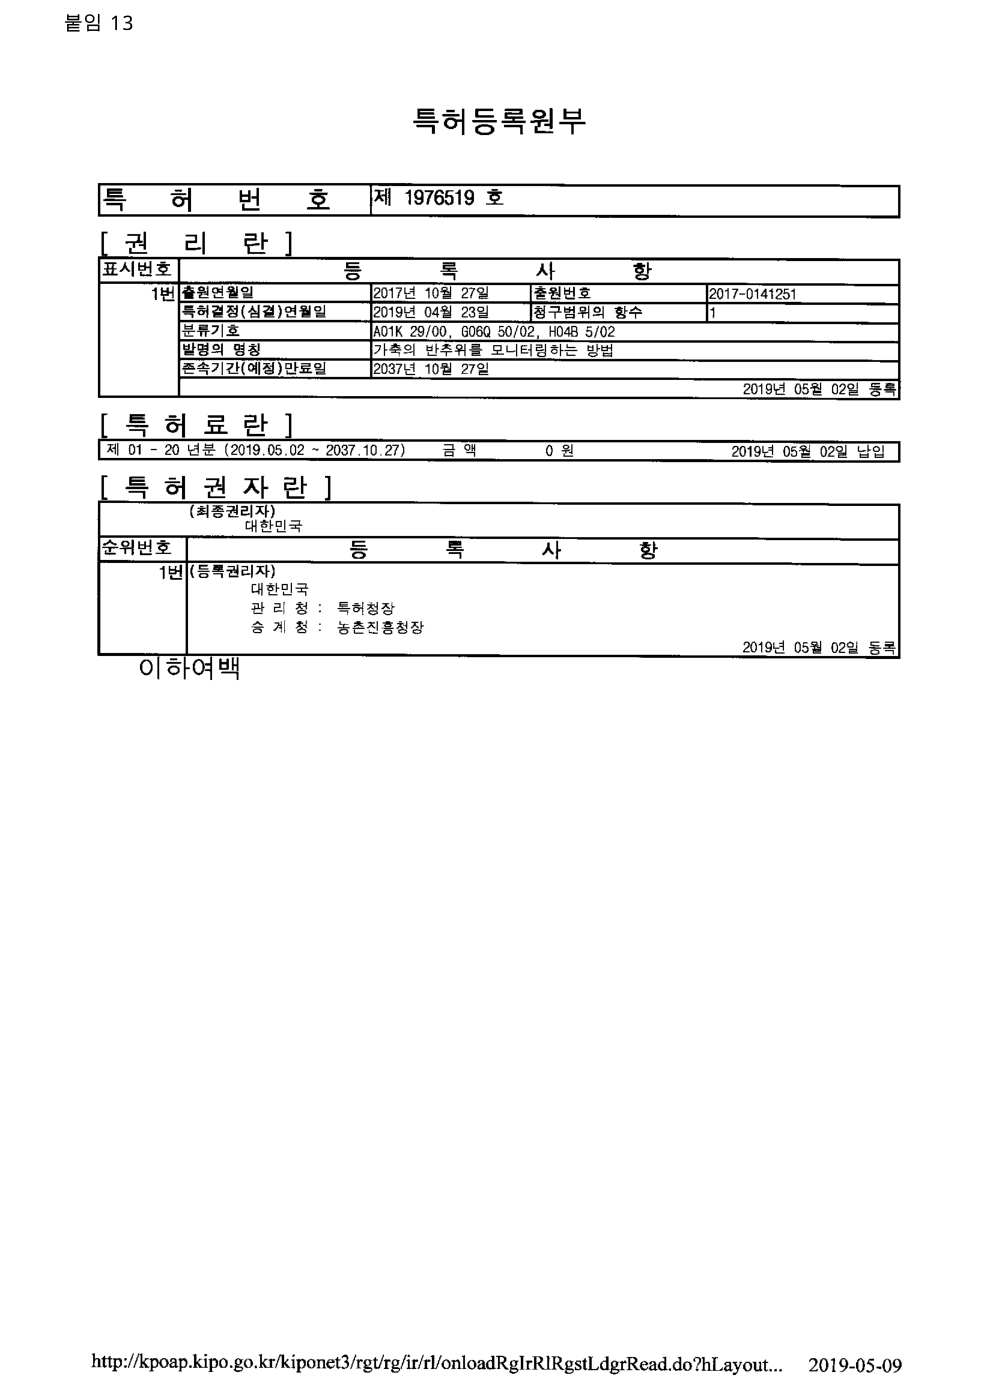 붙임 13
특허등록원부
특 허 번 호 제 1976519 호
[ 권 리 란 ]
표시번호 등 록 사 항
1번 출원연월일 2017년 10월 27일 출원번호 2017-0141251
특허결정(심결)연월일 2019년 04월 23일 청구범위의 항수 1
분류기호 A01K 29/00, G06Q 50/02, H04B 5/02
발명의 명칭 가축의 반추위를 모니터링하는 방법
존속기간(예정)만료일 2037년 10월 27일
2019년 05월 02일 등록
[ 특 허 료 란 ]
제 01 - 20 년분 (2019.05.02 ~ 2037.10.27) 금 액 0 원 2019년 05월 02일 납입
[ 특 허 권 자 란 ]
(최종권리자)
대한민국
순위번호 등 록 사 항
1번 (등록권리자)
대한민국
관 리 청 : 특허청장
승 계 청 : 농촌진흥청장
2019년 05월 02일 등록
이하여백
http://kpoap.kipo.go.kr/kiponet3/rgt/rg/ir/rl/onloadRgIrRlRgstLdgrRead.do?hLayout... 2019-05-09